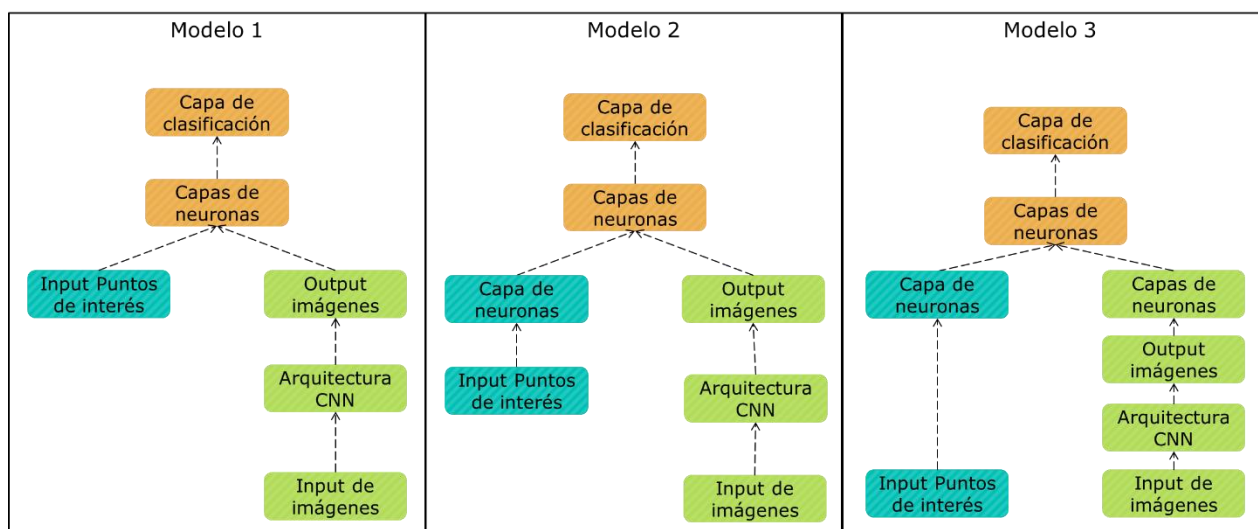 Modelo 1
Capa de
clasificación
Capas de
neuronas
Input Puntos
de interés
Output
imágenes
Arquitectura
CNN
Input de
imágenes
Modelo 2
Capa de
clasificación
Capas de
neuronas
Capa de
neuronas
Input Puntos
de interés
Output
imágenes
Arquitectura
CNN
Input de
imágenes
Modelo 3
Capa de
clasificación
Capas de
neuronas
Capa de
neuronas
Input Puntos
de interés
Capas de
neuronas
Output
imágenes
Arquitectura
CNN
Input de
imágenes